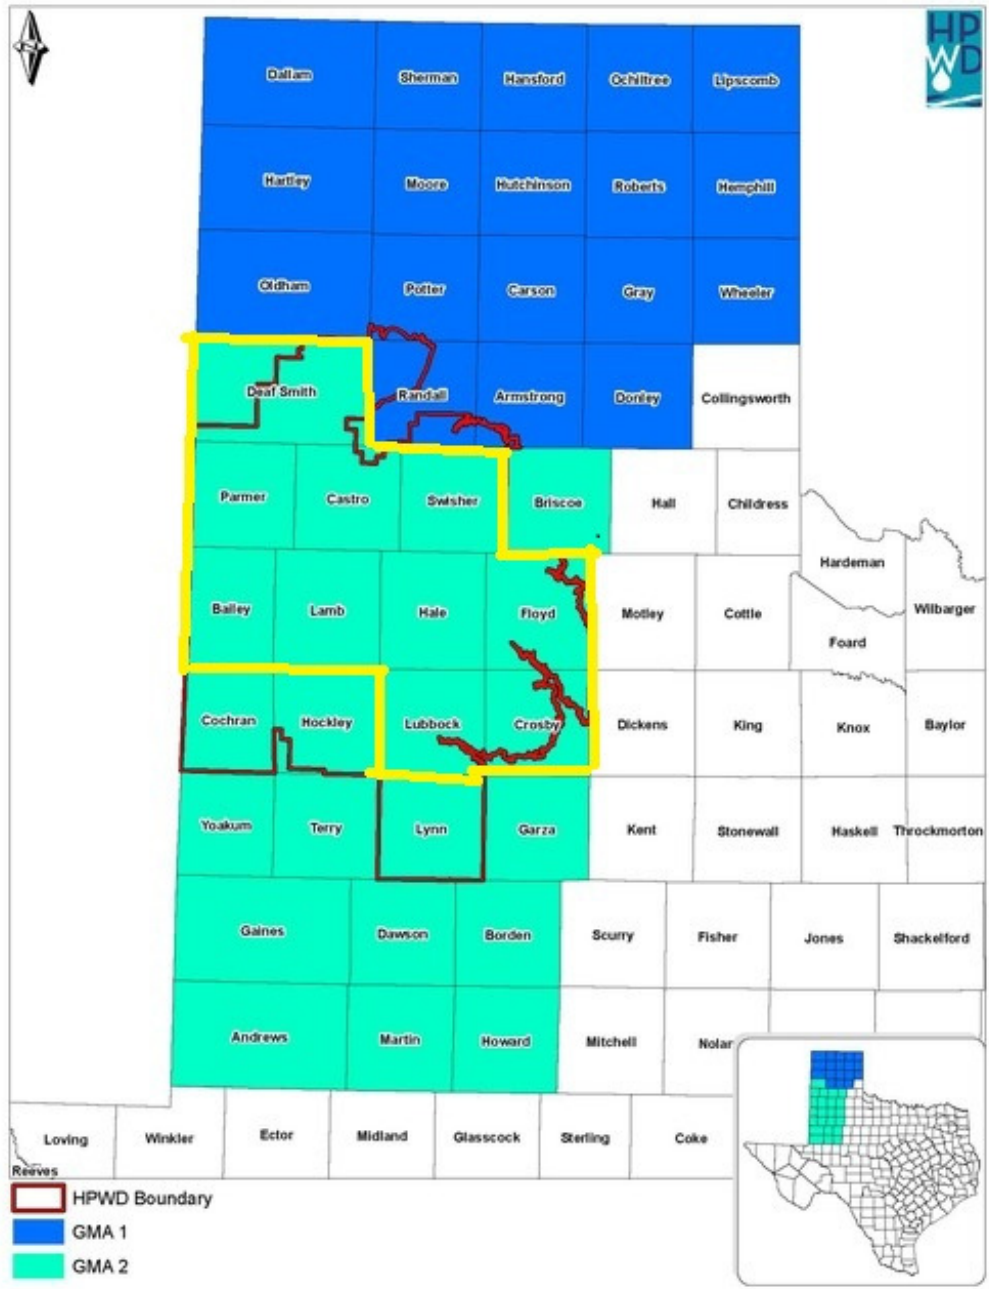 HP
WD
N
Dallam Sherman Hansford Ochiltree Lipscomb
Hartley Moore Hutchinson Roberts Hemphill
Oldham Potter Carson Gray Wheeler
Deaf Smith Randall Armstrong Donley Collingsworth
Parmer Castro Swisher Briscoe Hall Childress
Hardeman
Bailey Lamb Hale Floyd Motley Cottle Wilbarger
Foard
Cochran Hockley Lubbock Crosby Dickens King Knox Baylor
Yoakum Terry Lynn Garza Kent Stonewall Haskell Throckmorton
Gaines Dawson Borden Scurry Fisher Jones Shackelford
Andrews Martin Howard Mitchell Nolan
Loving Winkler Ector Midland Glasscock Sterling Coke
Reeves
HPWD Boundary
GMA 1
GMA 2